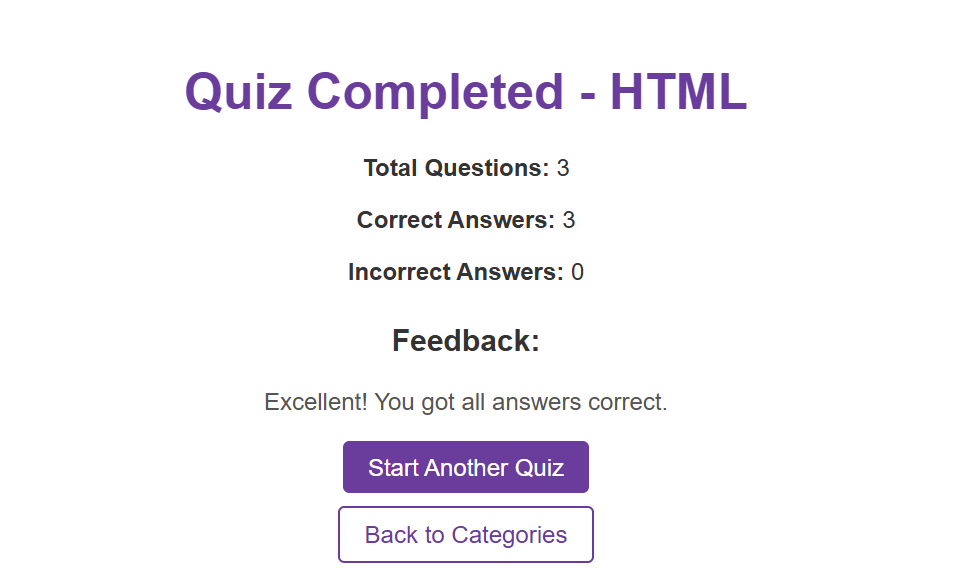 Quiz Completed - HTML
Total Questions: 3
Correct Answers: 3
Incorrect Answers: 0
Feedback:
Excellent! You got all answers correct.
Start Another Quiz
Back to Categories